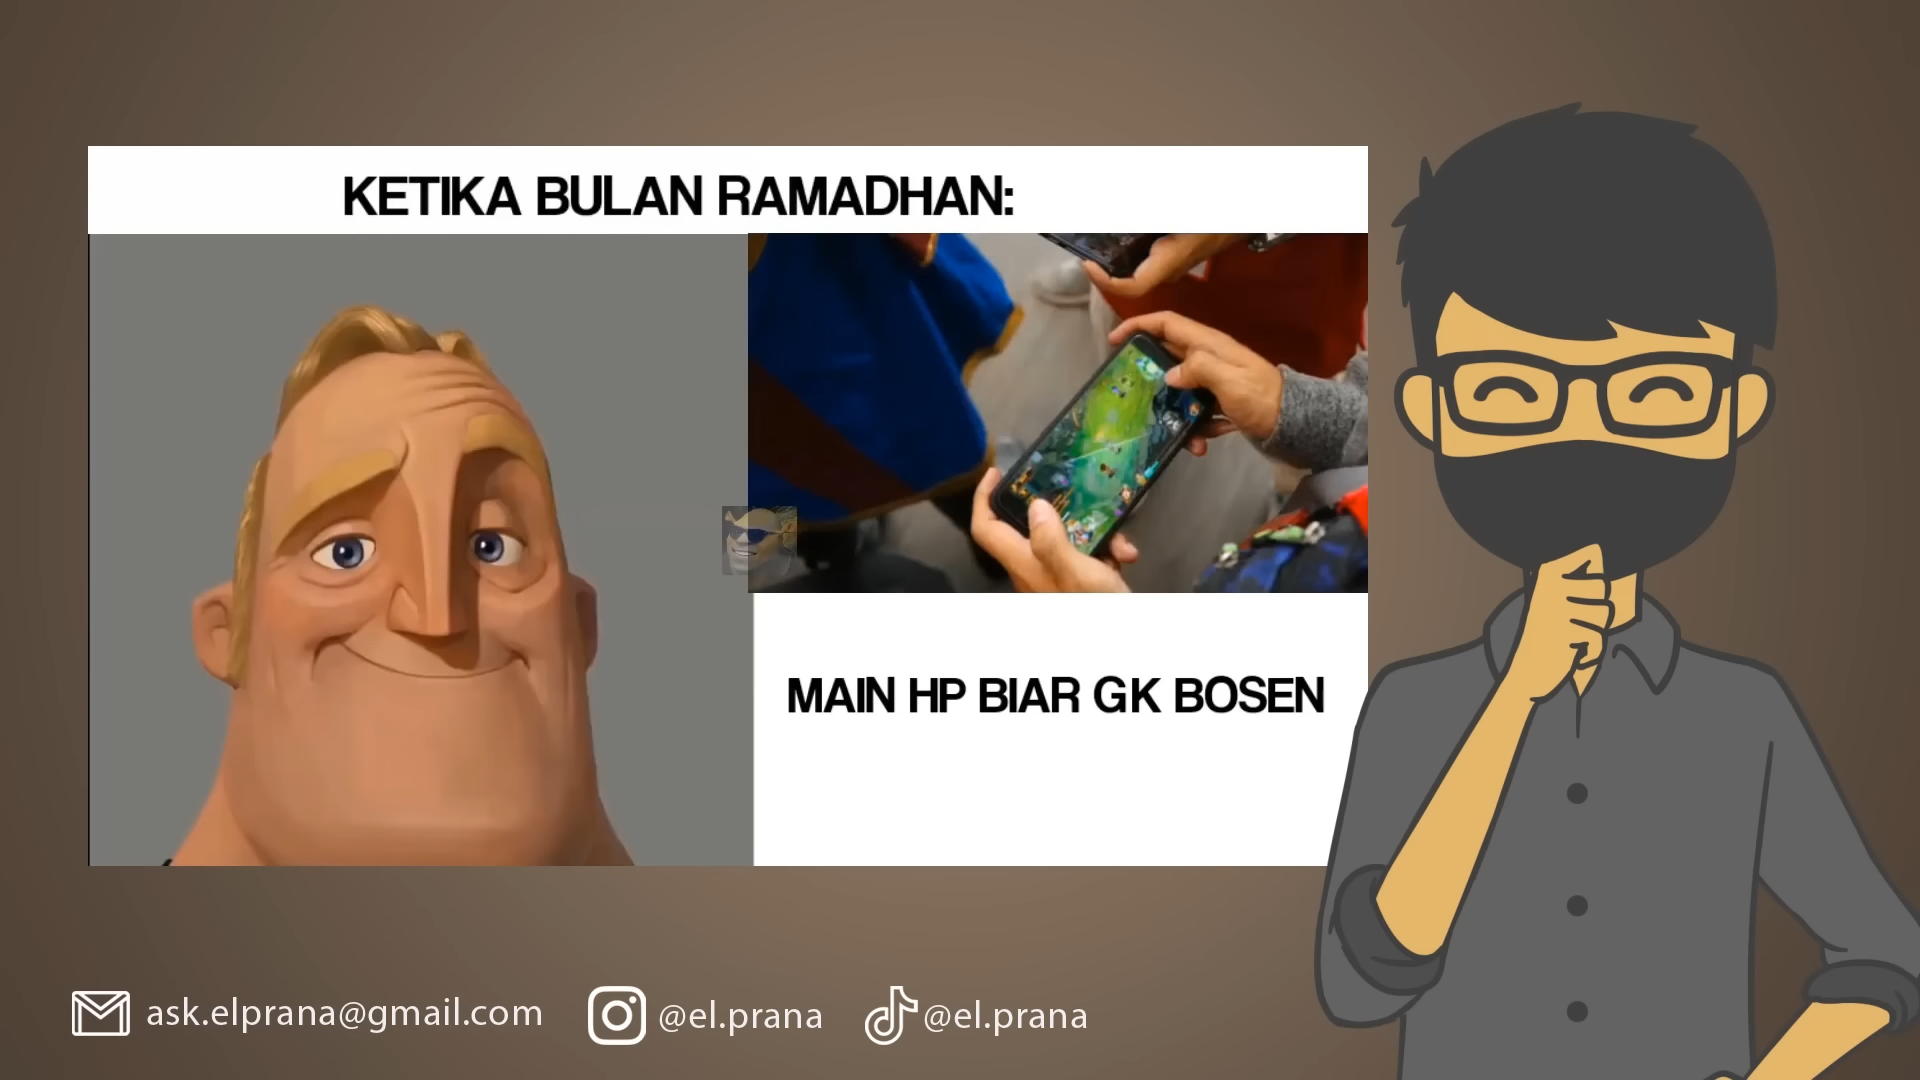 KETIKA BULAN RAMADHAN:
MAIN HP BIAR GK BOSEN
ask.elprana@gmail.com
@el.prana
@el.prana